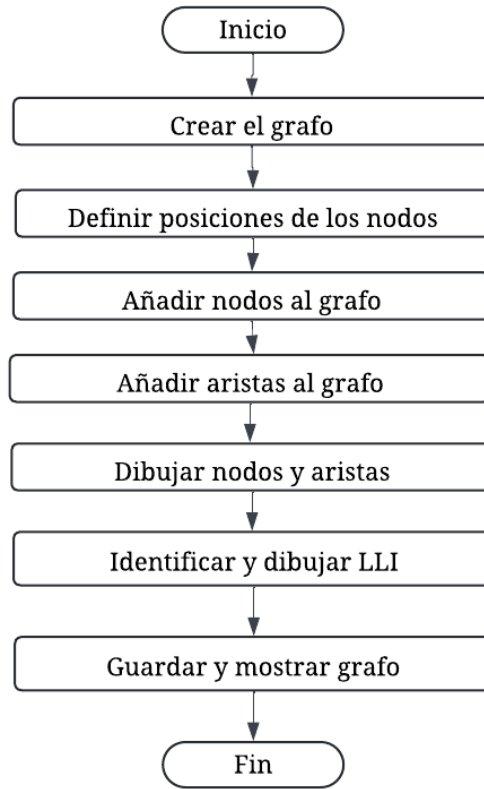 Inicio
Crear el grafo
Definir posiciones de los nodos
Añadir nodos al grafo
Añadir aristas al grafo
Dibujar nodos y aristas
Identificar y dibujar LLI
Guardar y mostrar grafo
Fin